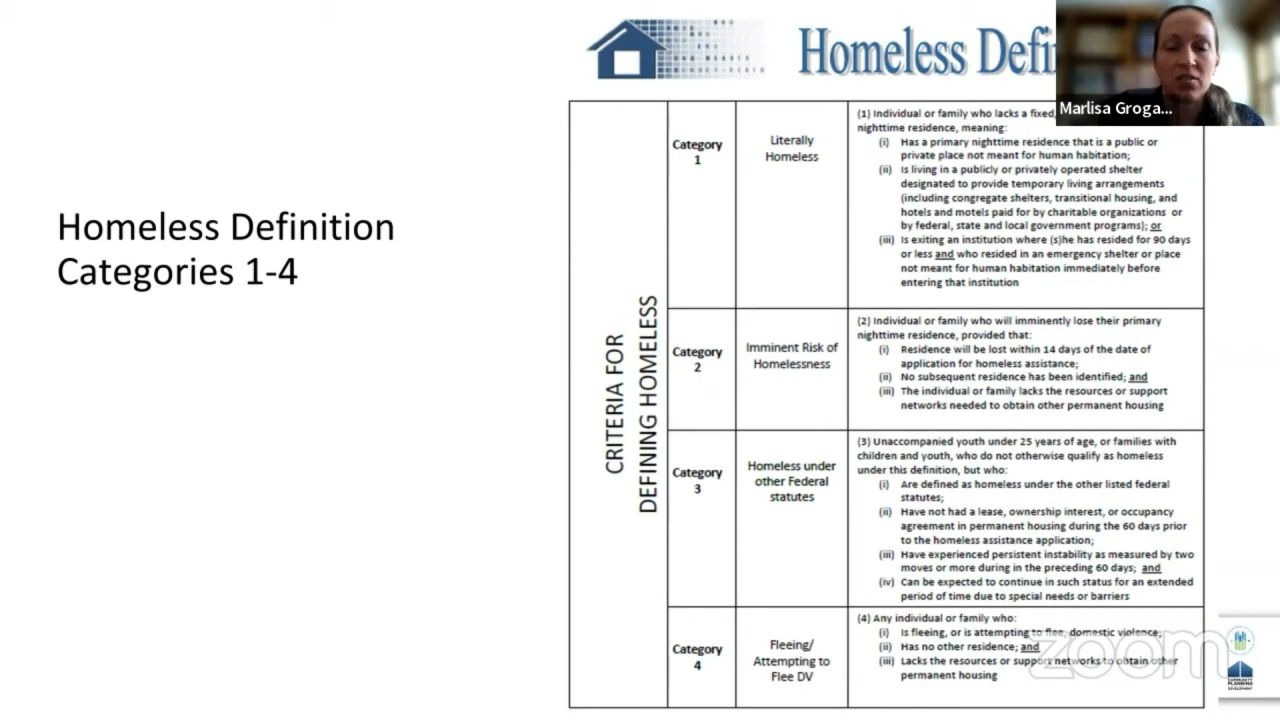 Homeless Definition
Categories 1-4
Homeless Defi
Marlisa Groga...
CRITERIA FOR
DEFINING HOMELESS
Category
1
Literally
Homeless
(1) Individual or family who lacks a fixed,
nighttime residence, meaning:
(i) Has a primary nighttime residence that is a public or
private place not meant for human habitation;
(ii) Is living in a publicly or privately operated shelter
designated to provide temporary living arrangements
(including congregate shelters, transitional housing, and
hotels and motels paid for by charitable organizations or
by federal, state and local government programs); or
(iii) Is exiting an institution where (s)he has resided for 90 days
or less and who resided in an emergency shelter or place
not meant for human habitation immediately before
entering that institution
Category
2
Imminent Risk of
Homelessness
(2) Individual or family who will imminently lose their primary
nighttime residence, provided that:
(i) Residence will be lost within 14 days of the date of
application for homeless assistance;
(ii) No subsequent residence has been identified; and
(iii) The individual or family lacks the resources or support
networks needed to obtain other permanent housing
Category
3
Homeless under
other Federal
statutes
(3) Unaccompanied youth under 25 years of age, or families with
children and youth, who do not otherwise qualify as homeless
under this definition, but who:
(i) Are defined as homeless under the other listed federal
statutes;
(ii) Have not had a lease, ownership interest, or occupancy
agreement in permanent housing during the 60 days prior
to the homeless assistance application;
(iii) Have experienced persistent instability as measured by two
moves or more during in the preceding 60 days; and
(iv) Can be expected to continue in such status for an extended
period of time due to special needs or barriers
Category
4
Fleeing/
Attempting to
Flee DV
(4) Any individual or family who:
(i) Is fleeing, or is attempting to flee, domestic violence;
(ii) Has no other residence; and
(iii) Lacks the resources or support networks to obtain other
permanent housing
zoom
COMMUNITY
PLANNING
DEVELOPMENT